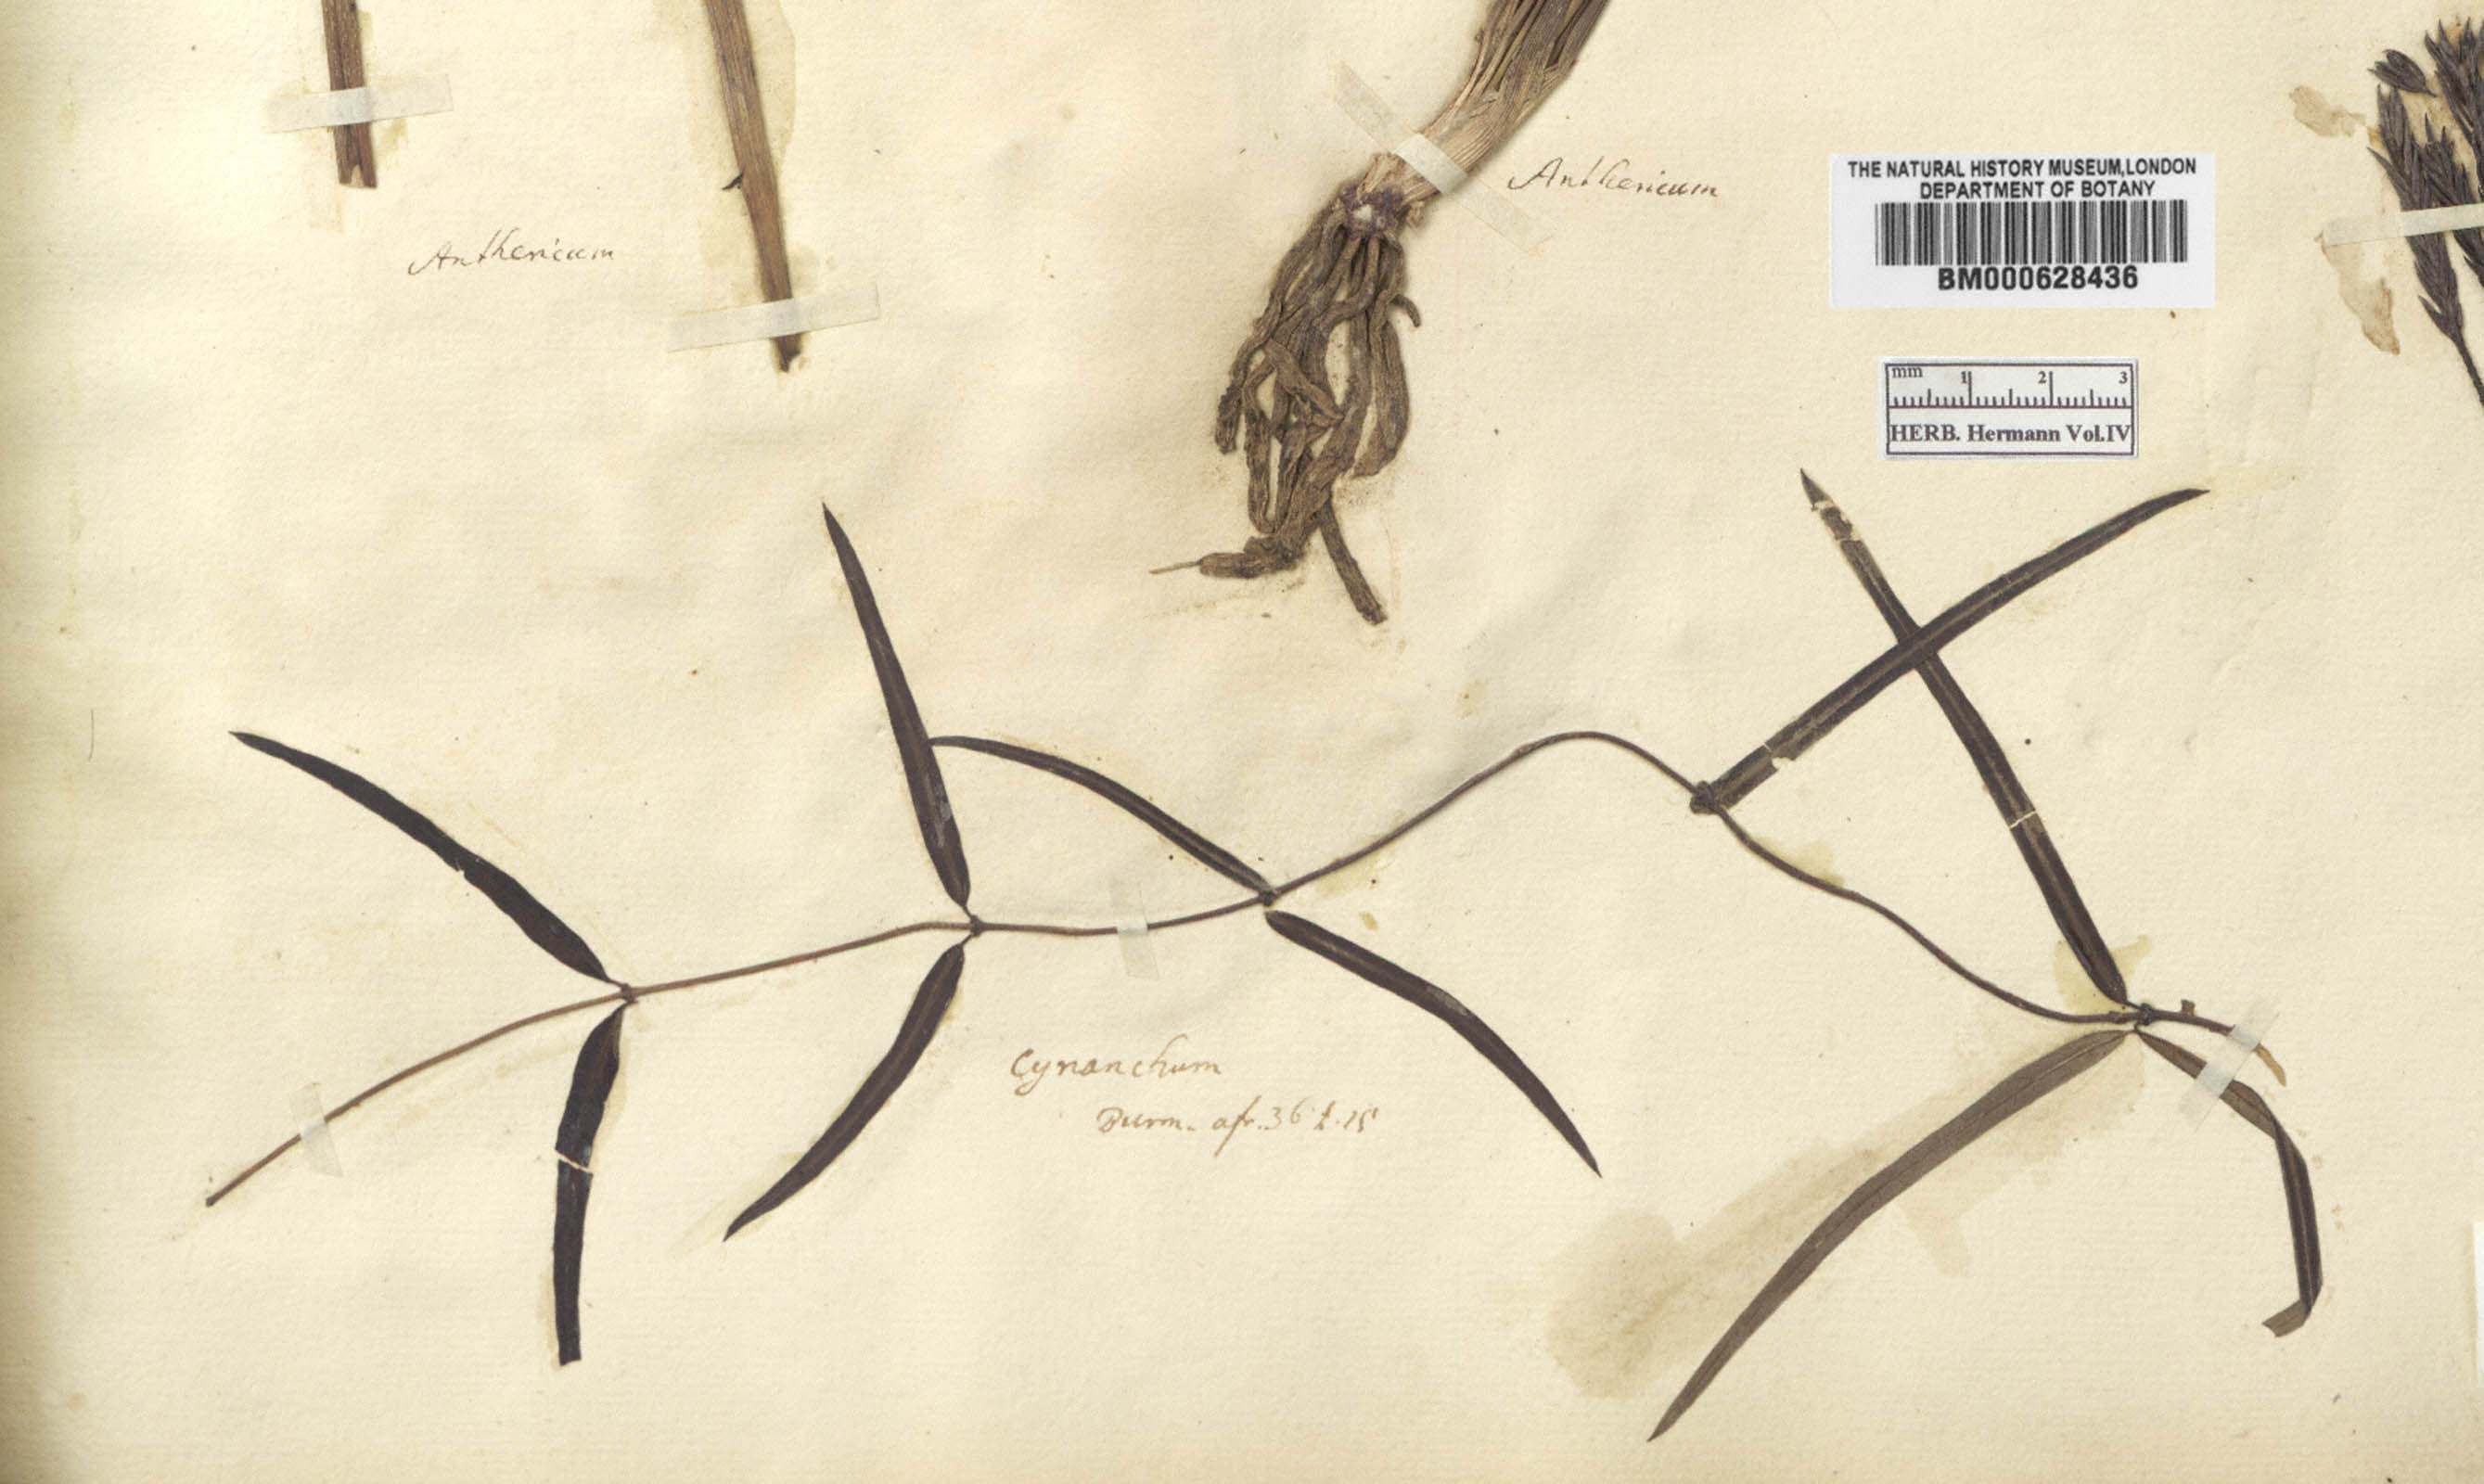 Anthericum
Anthericum
THE NATURAL HISTORY MUSEUM,LONDON
DEPARTMENT OF BOTANY
BM000628436
mm 1 2 3
HERB. Hermann Vol.IV
Cynanchum
Burm. afr. 36 t. 15